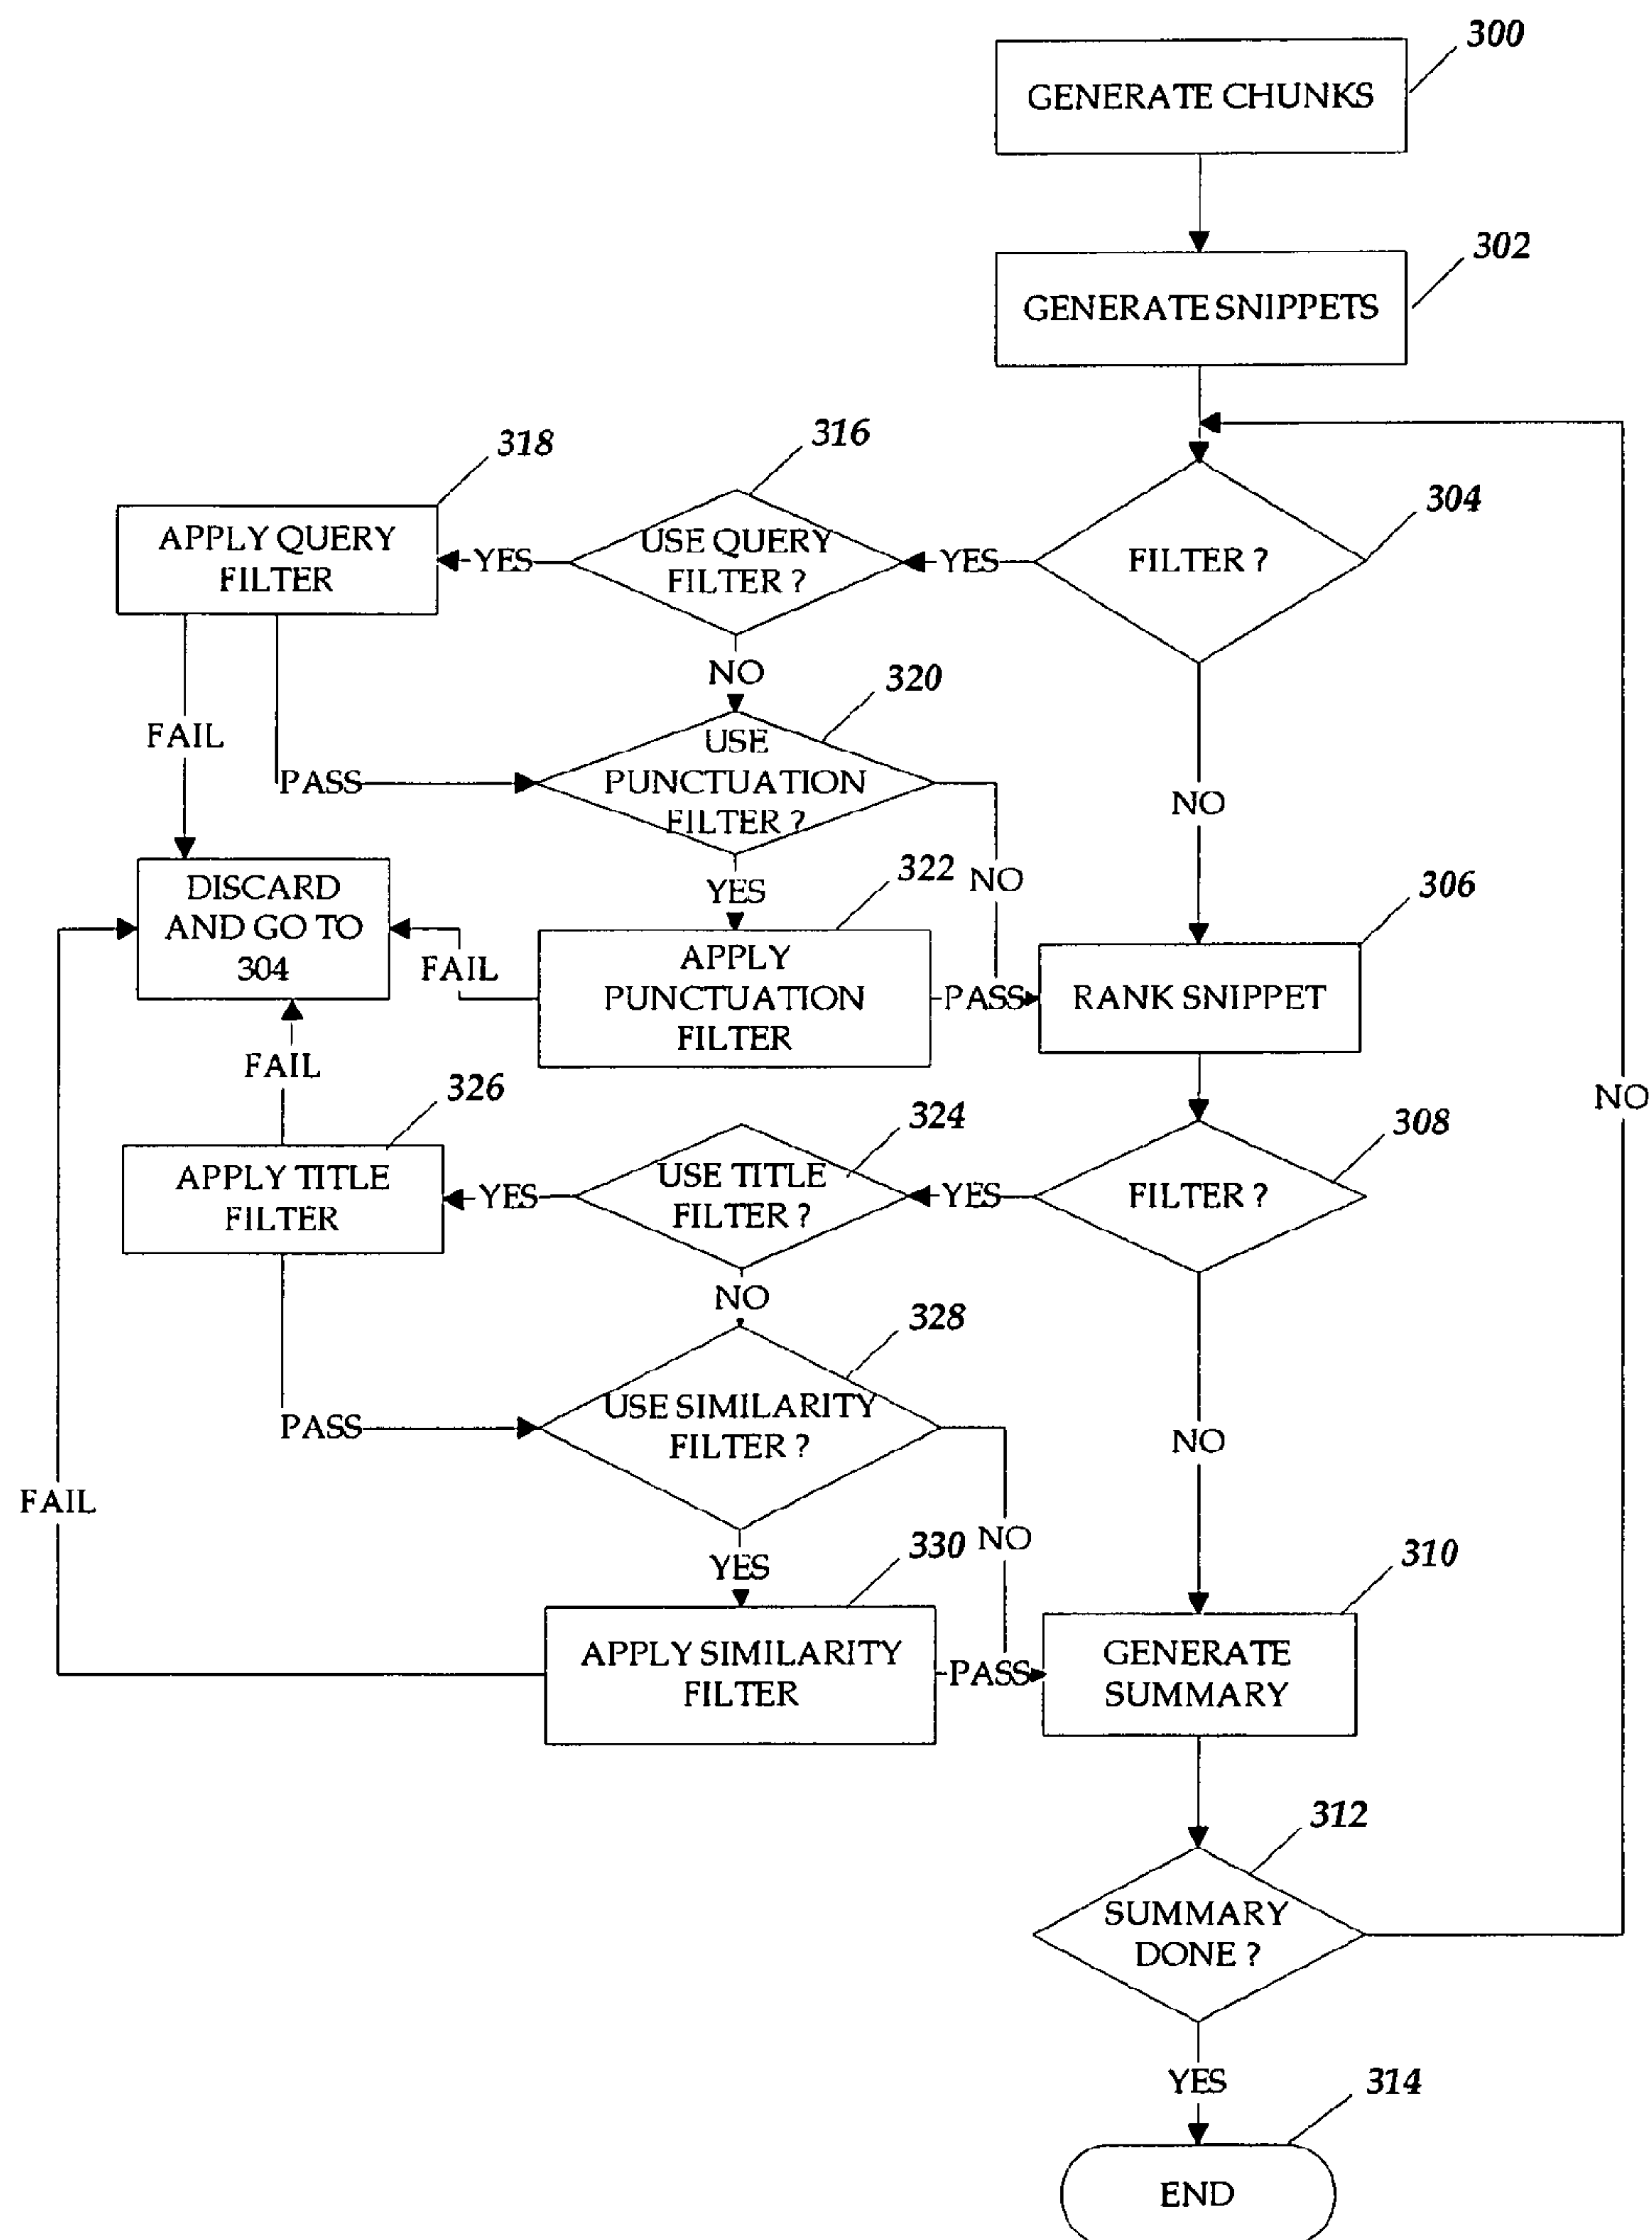 300
GENERATE CHUNKS
302
GENERATE SNIPPETS
318
316
304
APPLY QUERY
FILTER
YES
USE QUERY
FILTER ?
YES
FILTER ?
NO
320
FAIL
PASS
USE
PUNCTUATION
FILTER ?
NO
DISCARD
AND GO TO
304
YES
322
NO
306
FAIL
APPLY
PUNCTUATION
FILTER
PASS
RANK SNIPPET
FAIL
326
324
308
NO
APPLY TITLE
FILTER
YES
USE TITLE
FILTER ?
YES
FILTER ?
NO
328
PASS
USE SIMILARITY
FILTER ?
NO
FAIL
YES
330
NO
310
APPLY SIMILARITY
FILTER
PASS
GENERATE
SUMMARY
312
SUMMARY
DONE ?
YES
314
END